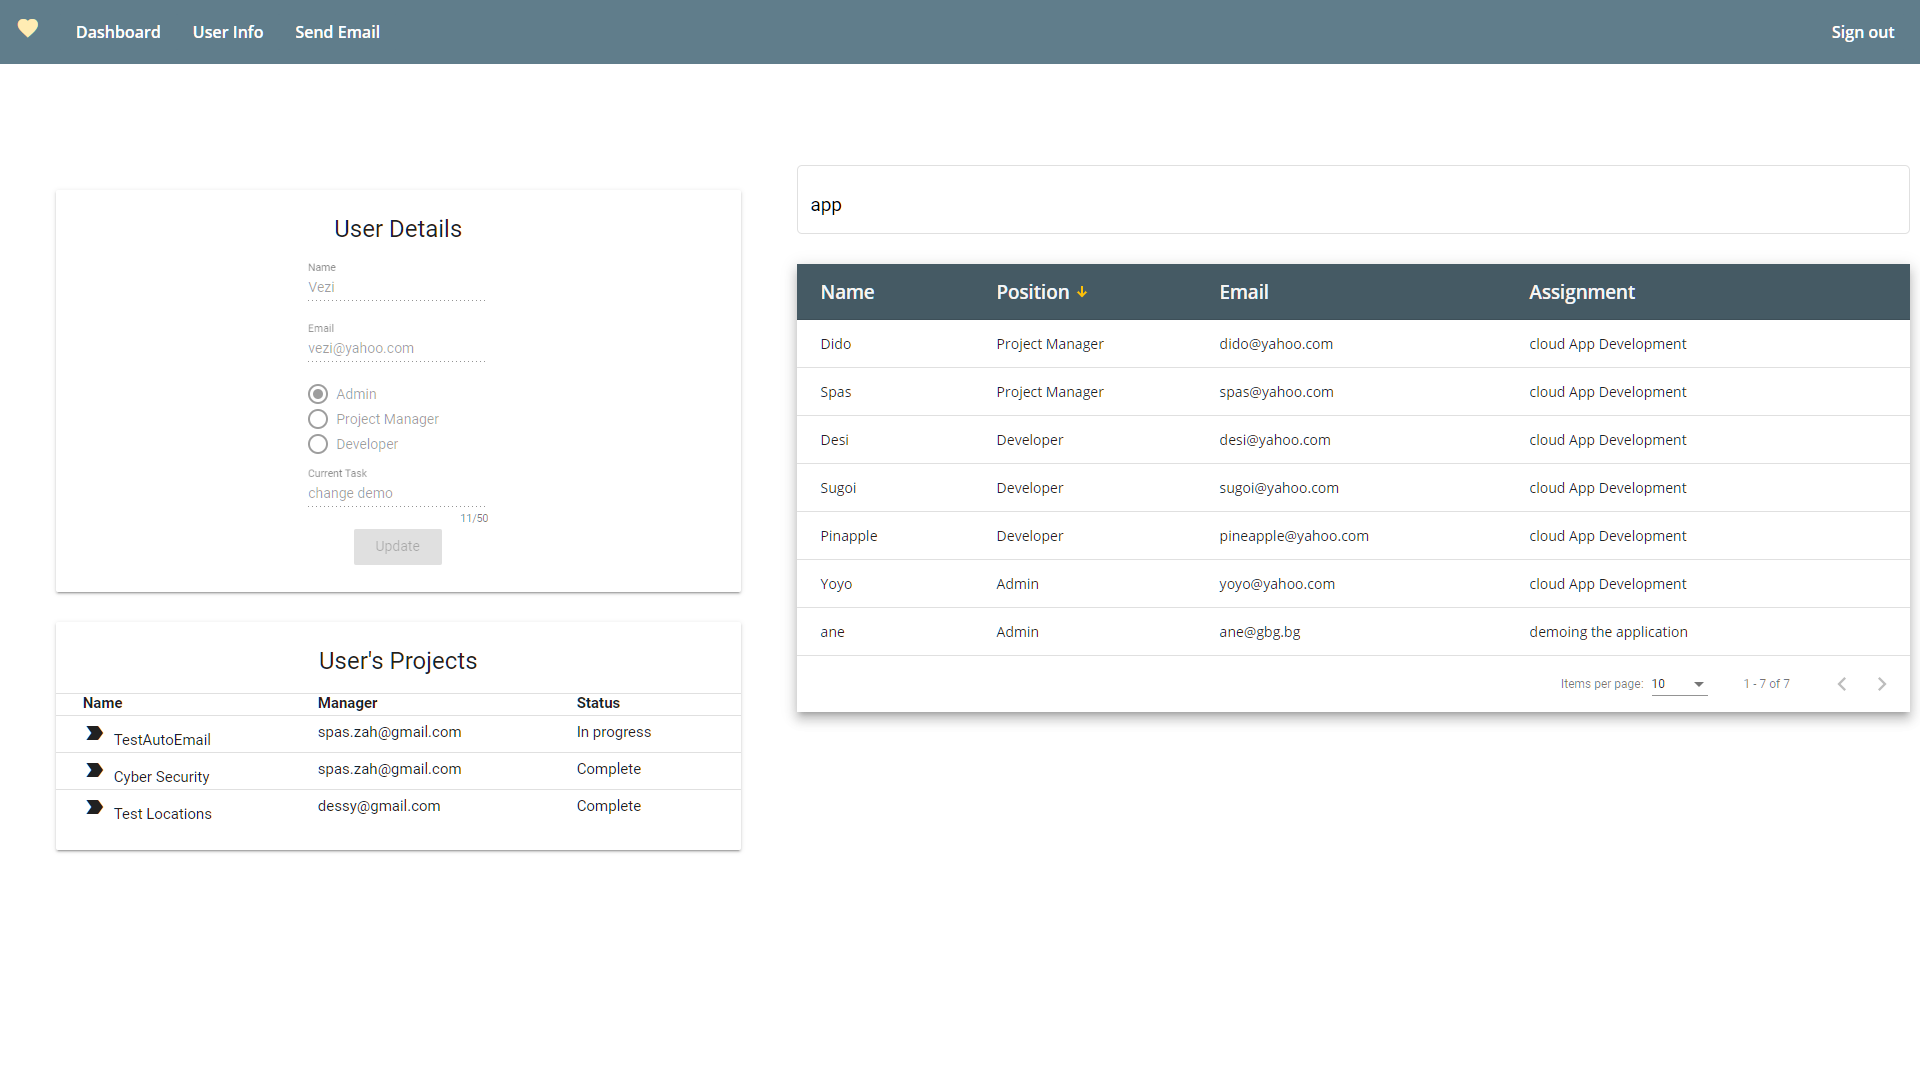 Dashboard User Info Send Email Sign out
User Details
Name
Vezi
Email
vezi@yahoo.com
Admin
Project Manager
Developer
Current Task
change demo
11/50
Update
User's Projects
Name Manager Status
TestAutoEmail spas.zah@gmail.com In progress
Cyber Security spas.zah@gmail.com Complete
Test Locations dessy@gmail.com Complete
app
Name Position Email Assignment
Dido Project Manager dido@yahoo.com cloud App Development
Spas Project Manager spas@yahoo.com cloud App Development
Desi Developer desi@yahoo.com cloud App Development
Sugoi Developer sugoi@yahoo.com cloud App Development
Pinapple Developer pineapple@yahoo.com cloud App Development
Yoyo Admin yoyo@yahoo.com cloud App Development
ane Admin ane@gbg.bg demoing the application
Items per page: 10 1 - 7 of 7